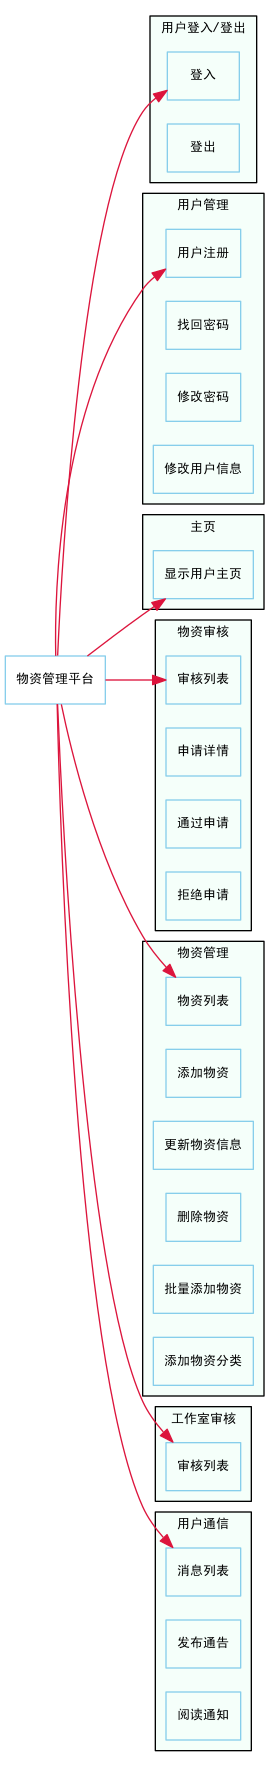 用户登入/登出
登入
登出
用户管理
用户注册
找回密码
修改密码
修改用户信息
主页
显示用户主页
物资管理平台
物资审核
审核列表
申请详情
通过申请
拒绝申请
物资管理
物资列表
添加物资
更新物资信息
删除物资
批量添加物资
添加物资分类
工作室审核
审核列表
用户通信
消息列表
发布通告
阅读通知